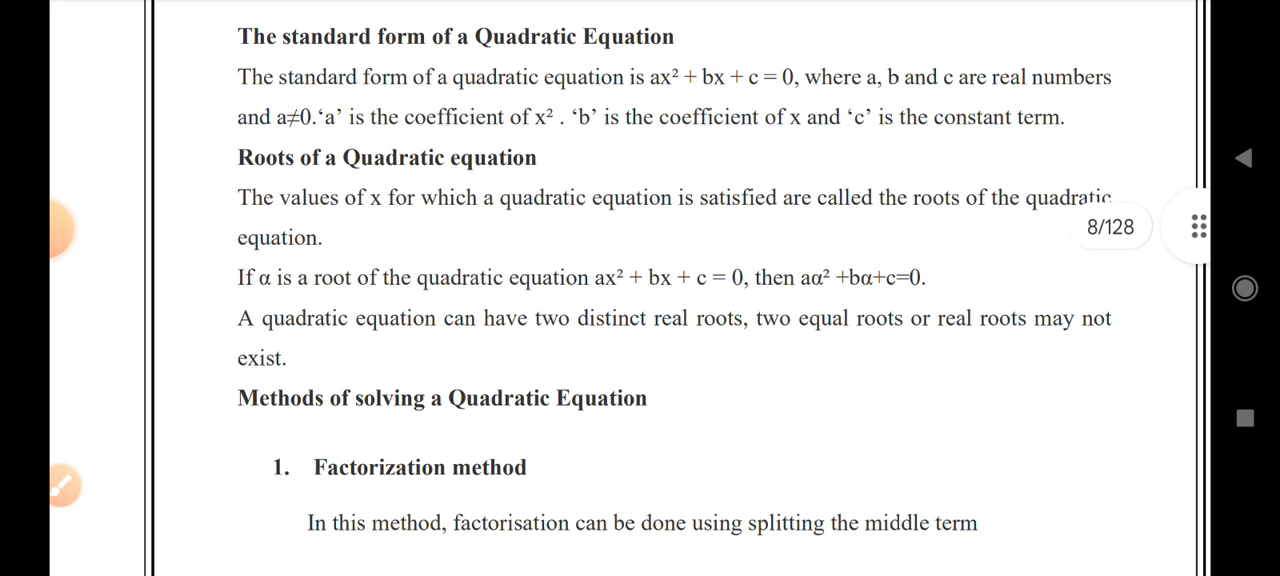 The standard form of a Quadratic Equation
The standard form of a quadratic equation is ax² + bx + c = 0, where a, b and c are real numbers
and a≠0.‘a’ is the coefficient of x² . ‘b’ is the coefficient of x and ‘c’ is the constant term.
Roots of a Quadratic equation
The values of x for which a quadratic equation is satisfied are called the roots of the quadratic
equation.
8/128
If α is a root of the quadratic equation ax² + bx + c = 0, then aα² +bα+c=0.
A quadratic equation can have two distinct real roots, two equal roots or real roots may not
exist.
Methods of solving a Quadratic Equation
1. Factorization method
In this method, factorisation can be done using splitting the middle term